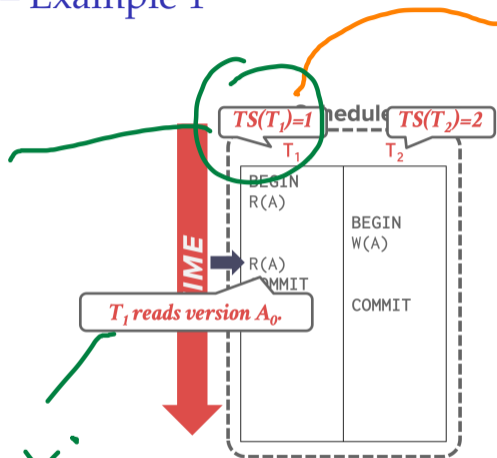 – Example 1
Schedule
TS(T₁)=1
TS(T₂)=2
T₁
T₂
BEGIN
R(A)
BEGIN
W(A)
R(A)
COMMIT
T₁ reads version A₀.
COMMIT
TIME